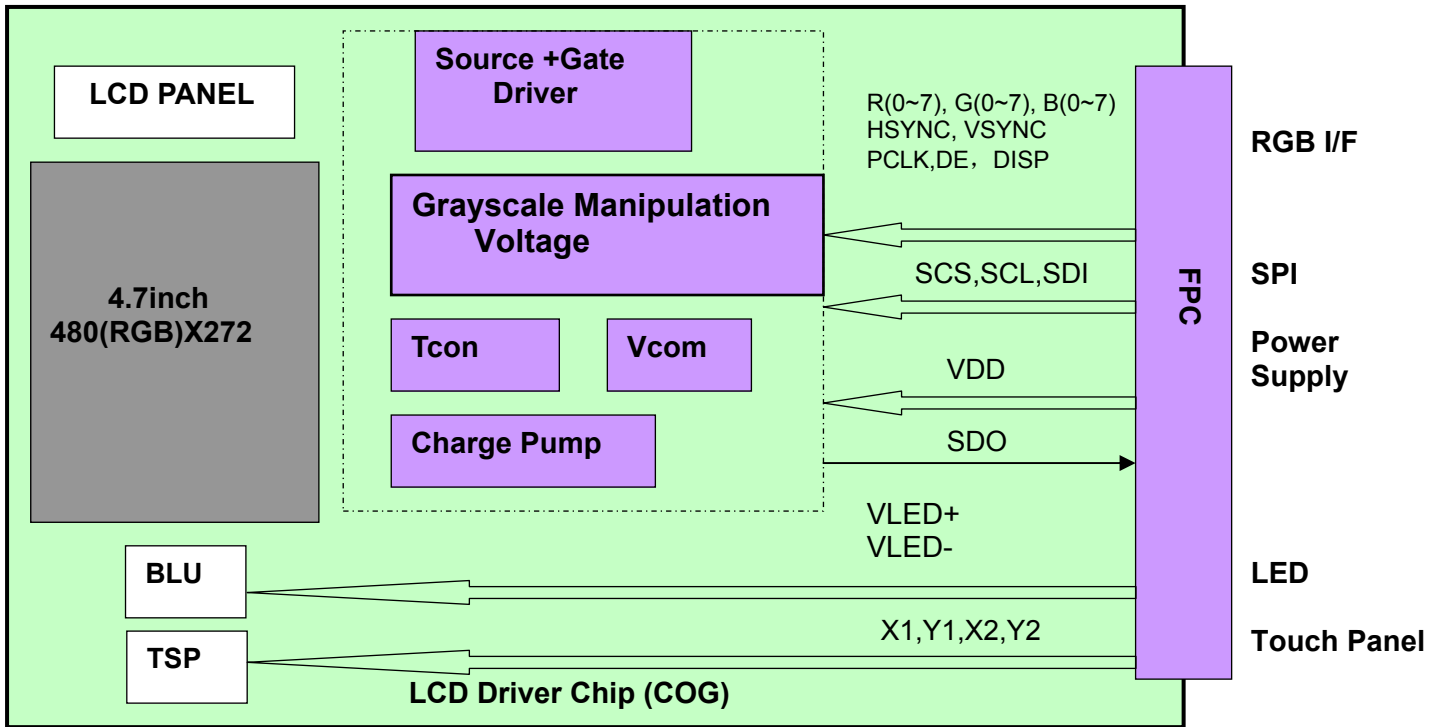 LCD PANEL
4.7inch
480(RGB)X272
Source +Gate
Driver
Grayscale Manipulation
Voltage
Tcon
Vcom
Charge Pump
R(0~7), G(0~7), B(0~7)
HSYNC, VSYNC
PCLK,DE，DISP
SCS,SCL,SDI
VDD
SDO
VLED+
VLED-
X1,Y1,X2,Y2
BLU
TSP
LCD Driver Chip (COG)
FPC
RGB I/F
SPI
Power
Supply
LED
Touch Panel